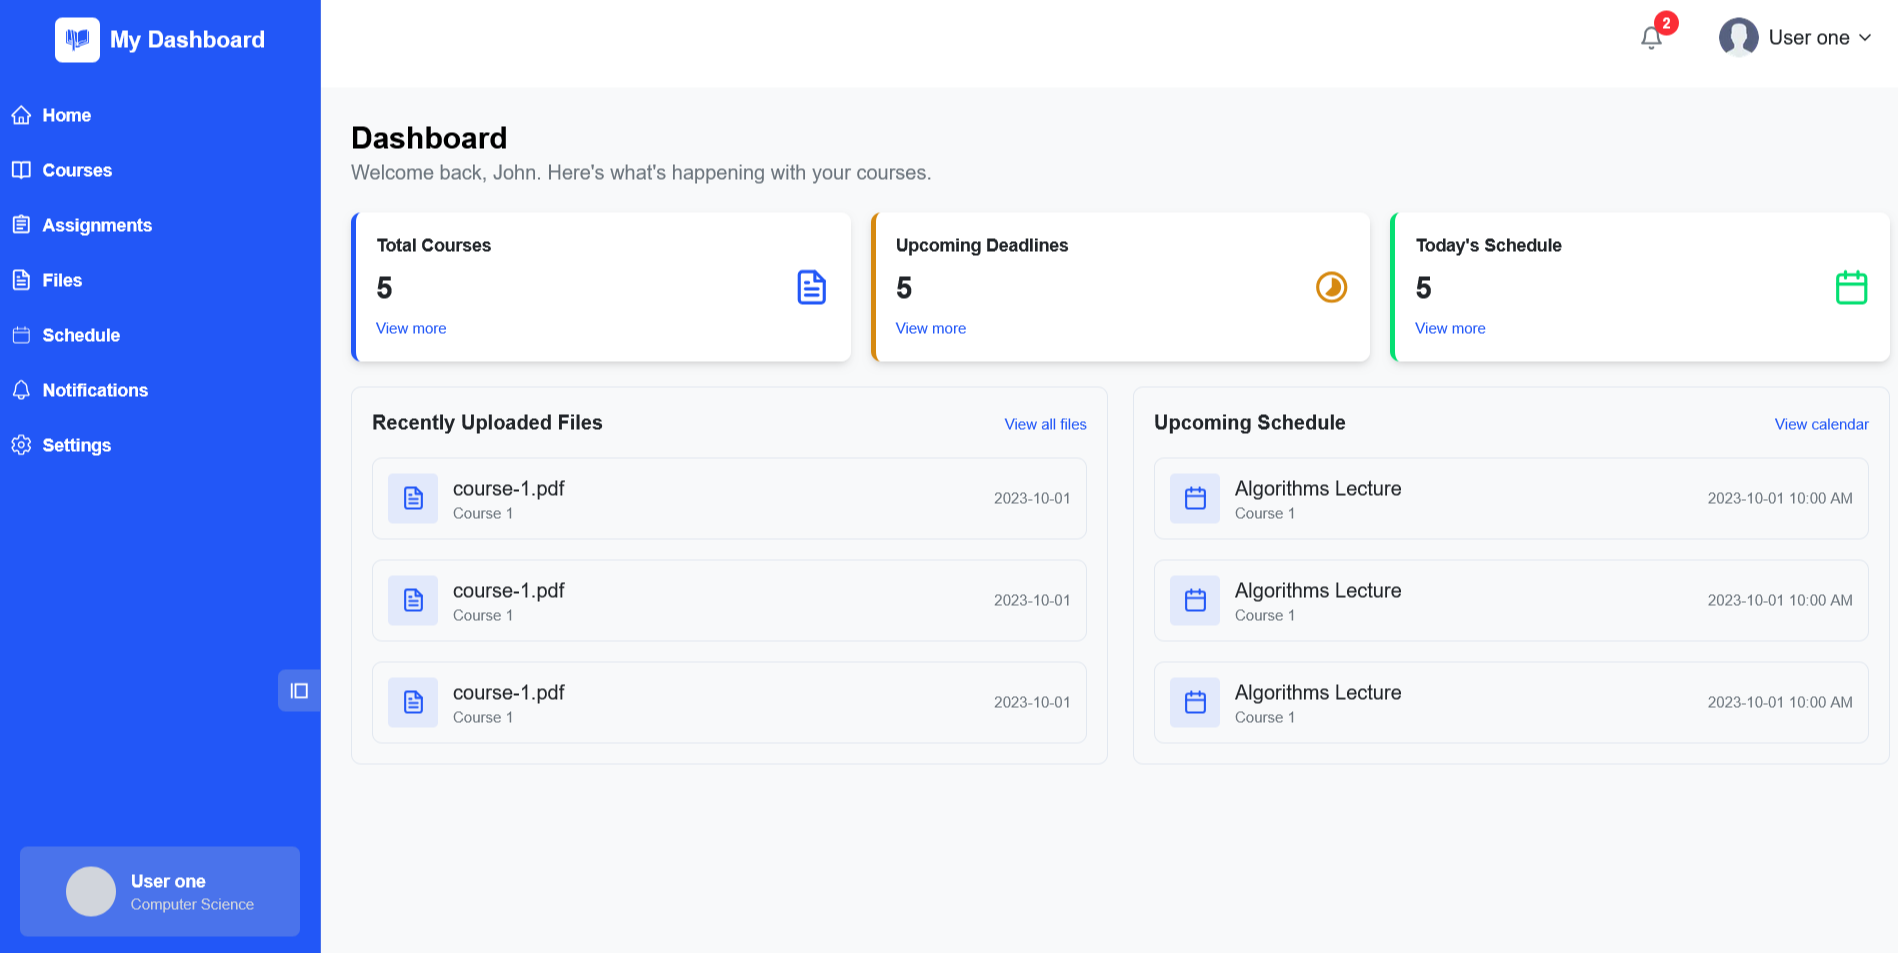 My Dashboard
Home
Courses
Assignments
Files
Schedule
Notifications
Settings
User one
Computer Science
2
User one
Dashboard
Welcome back, John. Here's what's happening with your courses.
Total Courses
5
View more
Upcoming Deadlines
5
View more
Today's Schedule
5
View more
Recently Uploaded Files
View all files
course-1.pdf
Course 1
2023-10-01
course-1.pdf
Course 1
2023-10-01
course-1.pdf
Course 1
2023-10-01
Upcoming Schedule
View calendar
Algorithms Lecture
Course 1
2023-10-01 10:00 AM
Algorithms Lecture
Course 1
2023-10-01 10:00 AM
Algorithms Lecture
Course 1
2023-10-01 10:00 AM